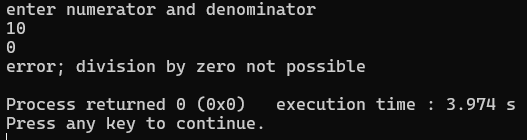 enter numerator and denominator
10
0
error; division by zero not possible
Process returned 0 (0x0)   execution time : 3.974 s
Press any key to continue.